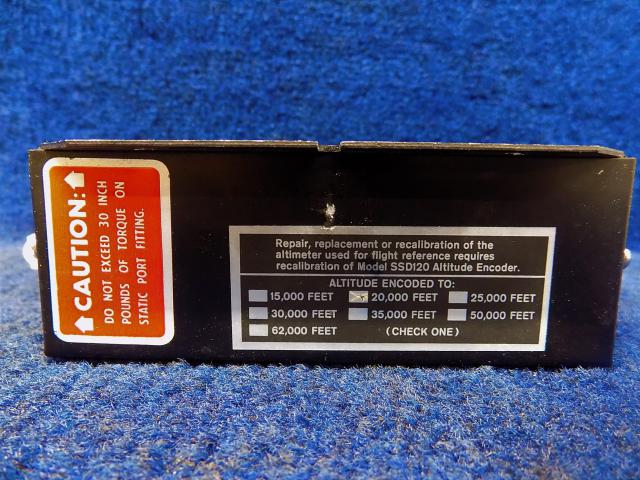 CAUTION:
DO NOT EXCEED 30 INCH
POUNDS OF TORQUE ON
STATIC PORT FITTING.
Repair, replacement or recalibration of the
altimeter used for flight reference requires
recalibration of Model SSD120 Altitude Encoder.
ALTITUDE ENCODED TO:
15,000 FEET 20,000 FEET 25,000 FEET
30,000 FEET 35,000 FEET 50,000 FEET
62,000 FEET (CHECK ONE)